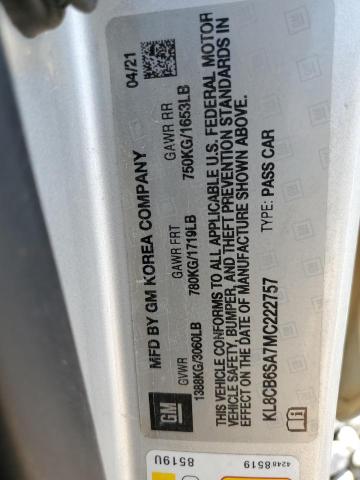 MFD BY GM KOREA COMPANY
04/21
GVWR
1388KG/3060LB
GAWR FRT
780KG/1719LB
GAWR RR
750KG/1653LB
THIS VEHICLE CONFORMS TO ALL APPLICABLE U.S. FEDERAL MOTOR
VEHICLE SAFETY, BUMPER, AND THEFT PREVENTION STANDARDS IN
EFFECT ON THE DATE OF MANUFACTURE SHOWN ABOVE.
KL8CB6SA7MC222757
TYPE: PASS CAR
GM
8519U
42488519